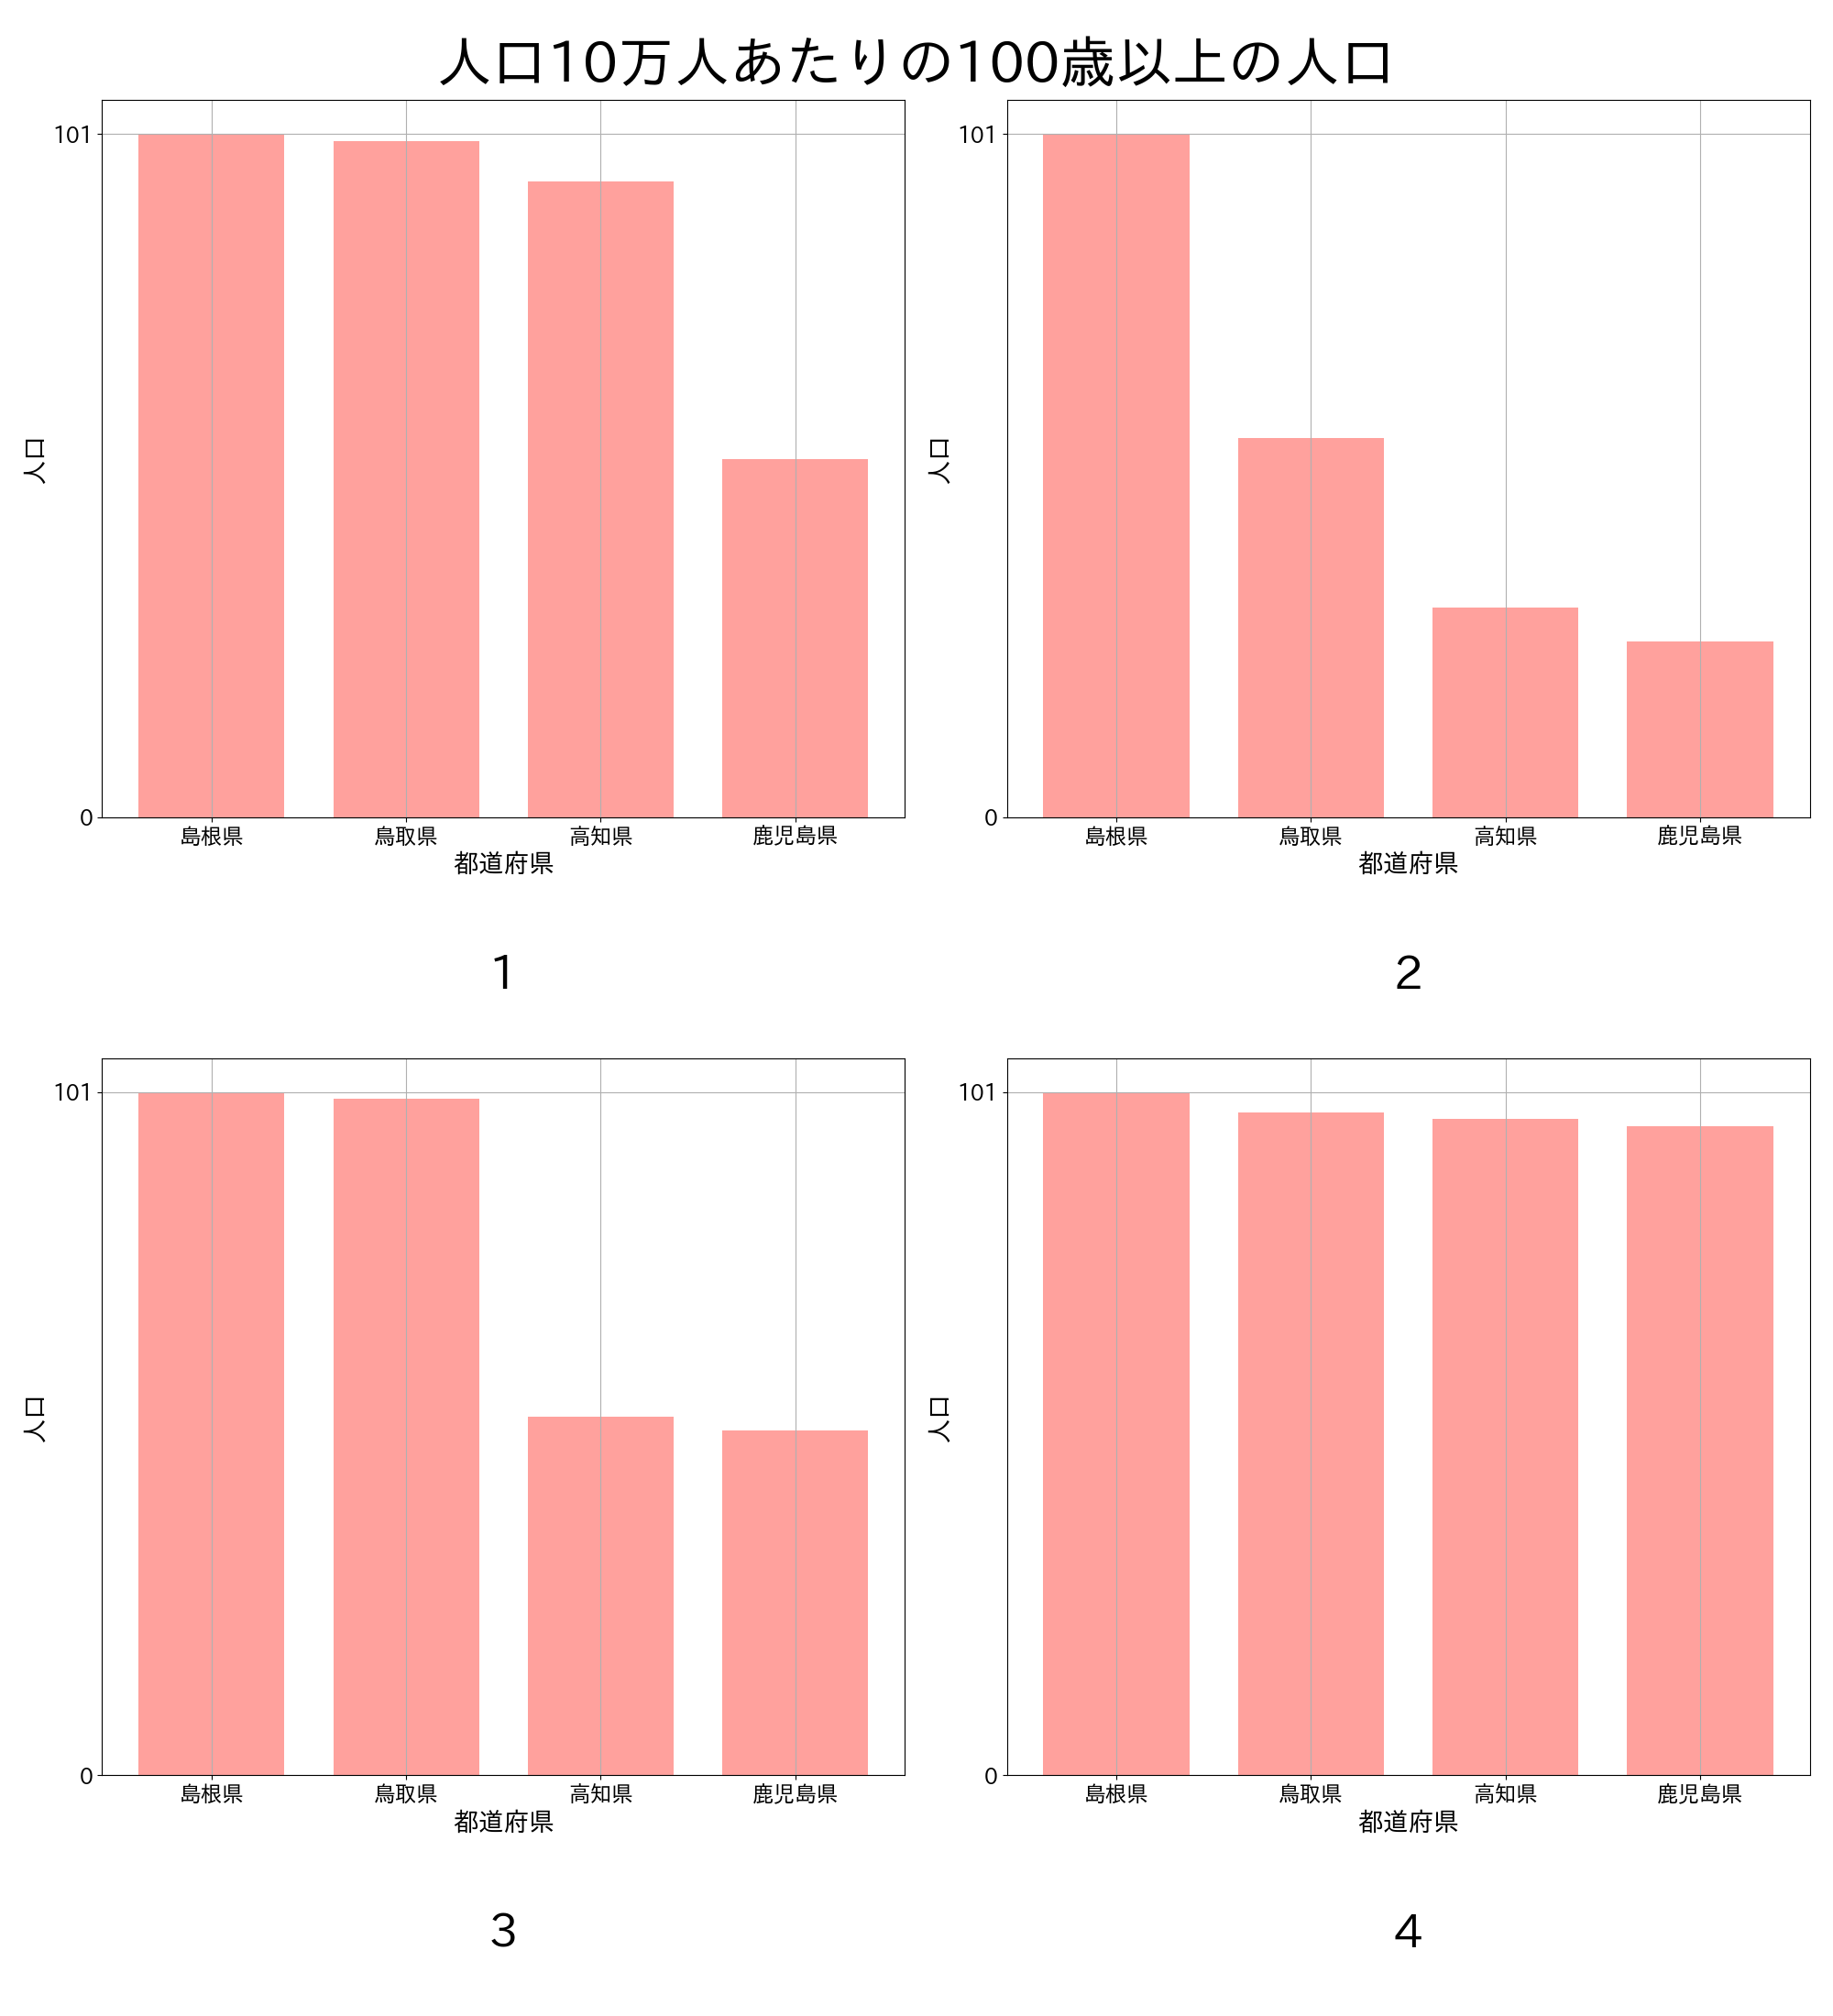 人口10万人あたりの100歳以上の人口
101
0
人口
島根県 鳥取県 高知県 鹿児島県
都道府県
1
101
0
人口
島根県 鳥取県 高知県 鹿児島県
都道府県
2
101
0
人口
島根県 鳥取県 高知県 鹿児島県
都道府県
3
101
0
人口
島根県 鳥取県 高知県 鹿児島県
都道府県
4